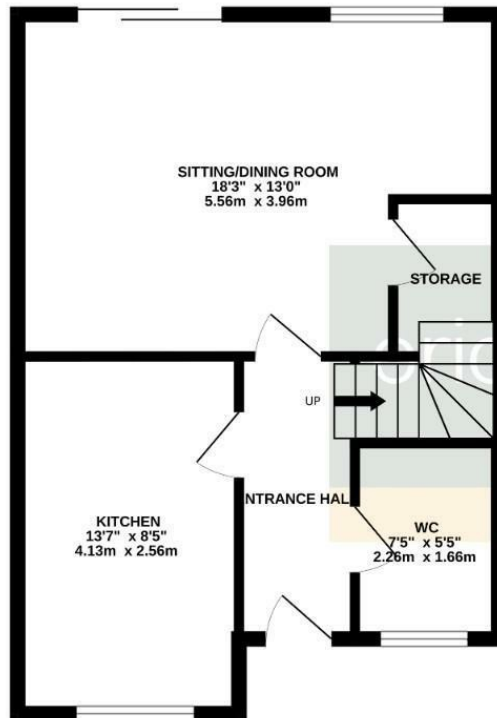 SITTING/DINING ROOM
18'3" x 13'0"
5.56m x 3.96m
STORAGE
UP
NTRANCE HAL
KITCHEN
13'7" x 8'5"
4.13m x 2.56m
WC
7'5" x 5'5"
2.26m x 1.66m